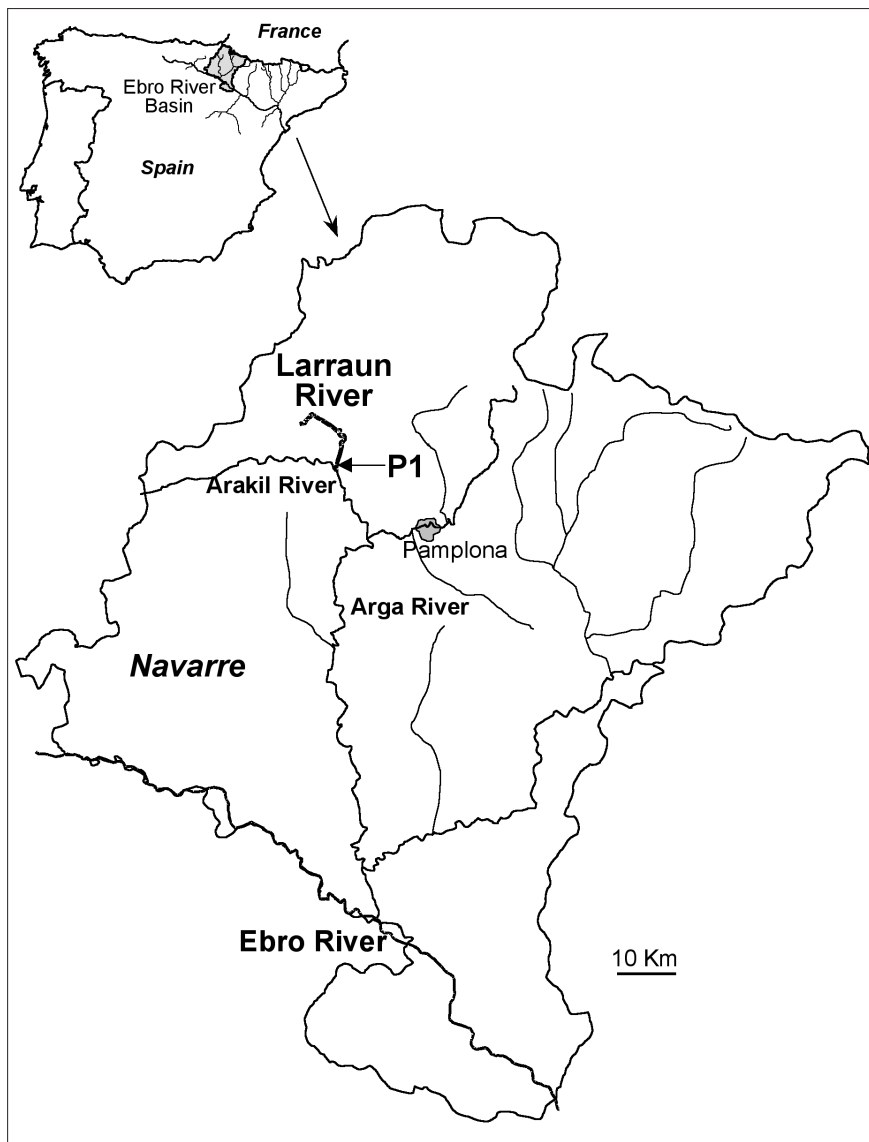 France
Ebro River
Basin
Spain
Larraun
River
P1
Arakil River
Pamplona
Arga River
Navarre
Ebro River
10 Km